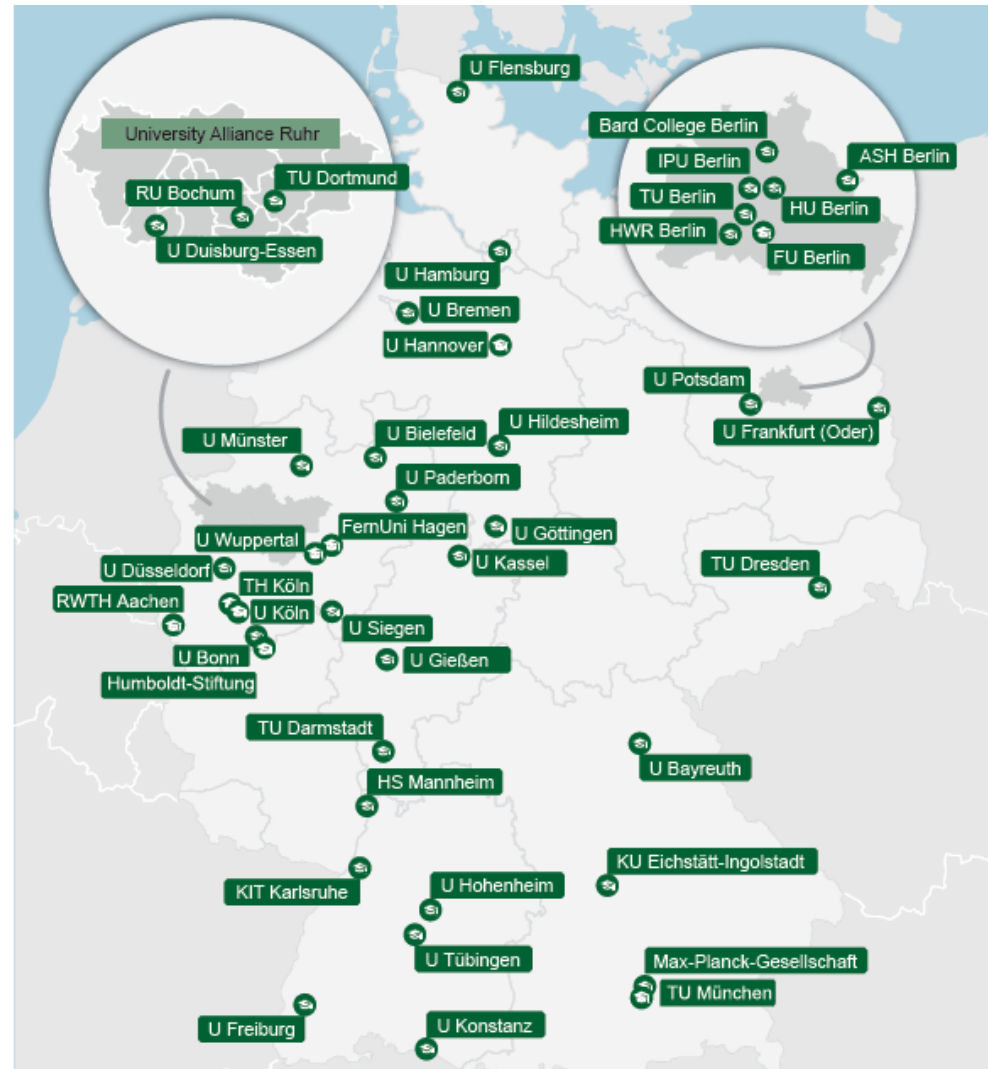 U Flensburg
University Alliance Ruhr
TU Dortmund
RU Bochum
U Duisburg-Essen
Bard College Berlin
IPU Berlin
ASH Berlin
TU Berlin
HU Berlin
HWR Berlin
FU Berlin
U Hamburg
U Bremen
U Hannover
U Potsdam
U Frankfurt (Oder)
U Münster
U Bielefeld
U Hildesheim
U Paderborn
FernUni Hagen
U Wuppertal
U Göttingen
U Kassel
TU Dresden
U Düsseldorf
TH Köln
RWTH Aachen
U Köln
U Siegen
U Bonn
U Gießen
Humboldt-Stiftung
TU Darmstadt
U Bayreuth
HS Mannheim
KU Eichstätt-Ingolstadt
KIT Karlsruhe
U Hohenheim
U Tübingen
Max-Planck-Gesellschaft
TU München
U Freiburg
U Konstanz